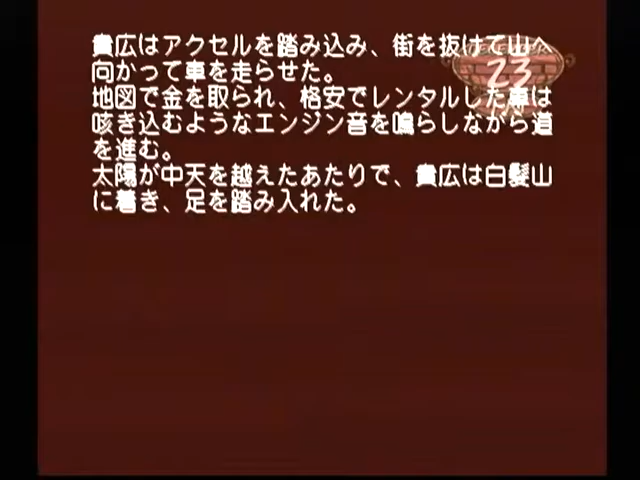 貴広はアクセルを踏み込み、街を抜けて山へ
向かって車を走らせた。
地図で金を取られ、格安でレンタルした車は
咳き込むようなエンジン音を鳴らしながら道
を進む。
太陽が中天を越えたあたりで、貴広は白髪山
に着き、足を踏み入れた。
23